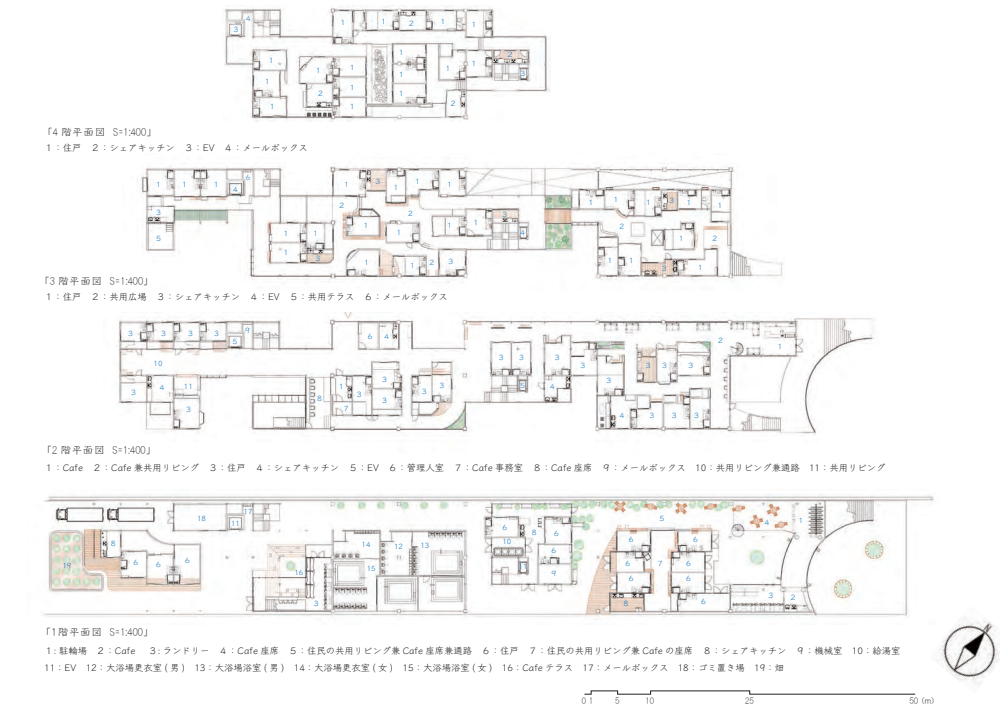 「4 階平面図 S=1:400」
1：住戸 2：シェアキッチン 3：EV 4：メールボックス
「3 階平面図 S=1:400」
1：住戸 2：共用広場 3：シェアキッチン 4：EV 5：共用テラス 6：メールボックス
「2 階平面図 S=1:400」
1：Cafe 2：Cafe 兼共用リビング 3：住戸 4：シェアキッチン 5：EV 6：管理人室 7：Cafe 事務室 8：Cafe 座席 9：メールボックス 10：共用リビング兼通路 11：共用リビング
「1階平面図 S=1:400」
1：駐輪場 2：Cafe 3：ランドリー 4：Cafe 座席 5：住民の共用リビング兼 Cafe 座席兼通路 6：住戸 7：住民の共用リビング兼 Cafe の座席 8：シェアキッチン 9：機械室 10：給湯室
11：EV 12：大浴場更衣室 ( 男 ) 13：大浴場浴室 ( 男 ) 14：大浴場更衣室 ( 女 ) 15：大浴場浴室 ( 女 ) 16：Cafe テラス 17：メールボックス 18：ゴミ置き場 19：畑
N
0 1 5 10 25 50 (m)